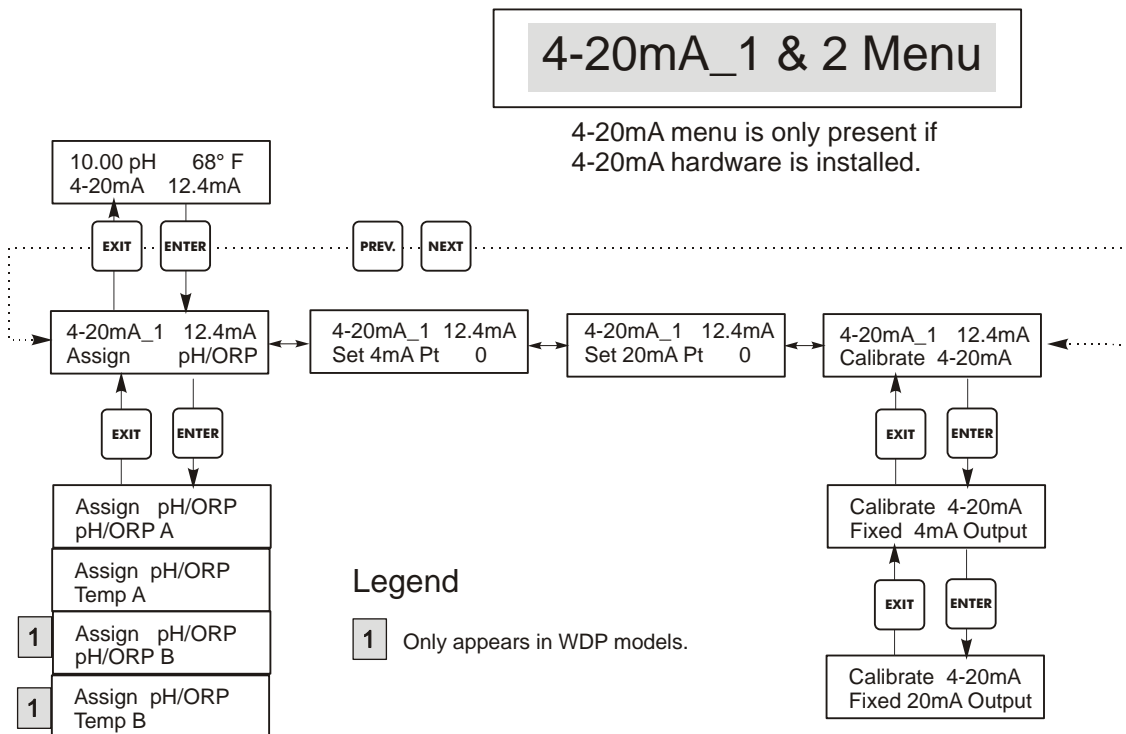 4-20mA_1 & 2 Menu
4-20mA menu is only present if
4-20mA hardware is installed.
10.00 pH 68° F
4-20mA 12.4mA
EXIT
ENTER
PREV.
NEXT
4-20mA_1 12.4mA
Assign pH/ORP
4-20mA_1 12.4mA
Set 4mA Pt 0
4-20mA_1 12.4mA
Set 20mA Pt 0
4-20mA_1 12.4mA
Calibrate 4-20mA
EXIT
ENTER
EXIT
ENTER
Assign pH/ORP
pH/ORP A
Assign pH/ORP
Temp A
1
Assign pH/ORP
pH/ORP B
1
Assign pH/ORP
Temp B
Legend
1 Only appears in WDP models.
Calibrate 4-20mA
Fixed 4mA Output
EXIT
ENTER
Calibrate 4-20mA
Fixed 20mA Output